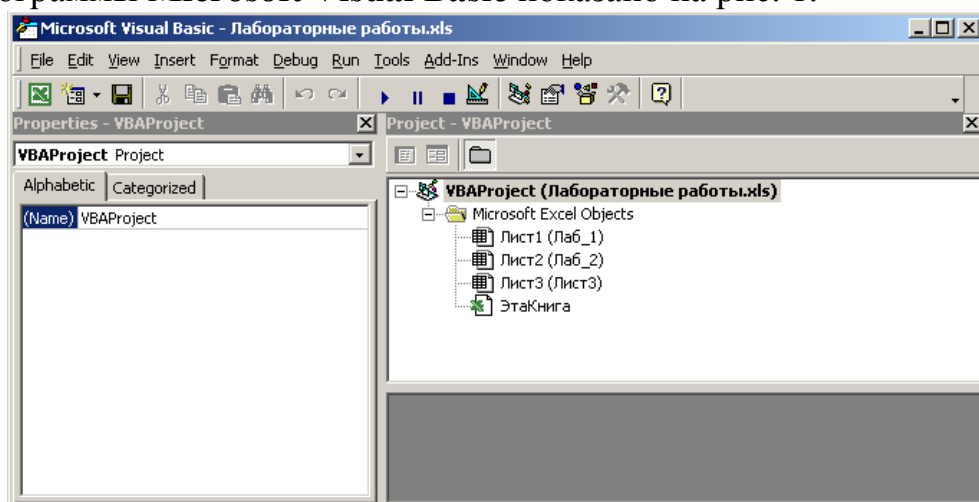 ограммы Microsoft Visual Basic показано на рис. 1.
Microsoft Visual Basic - Лабораторные работы.xls
File Edit View Insert Format Debug Run Tools Add-Ins Window Help
Properties - VBAProject
Project - VBAProject
VBAProject Project
Alphabetic Categorized
(Name) VBAProject
VBAProject (Лабораторные работы.xls)
Microsoft Excel Objects
Лист1 (Лаб_1)
Лист2 (Лаб_2)
Лист3 (Лист3)
ЭтаКнига